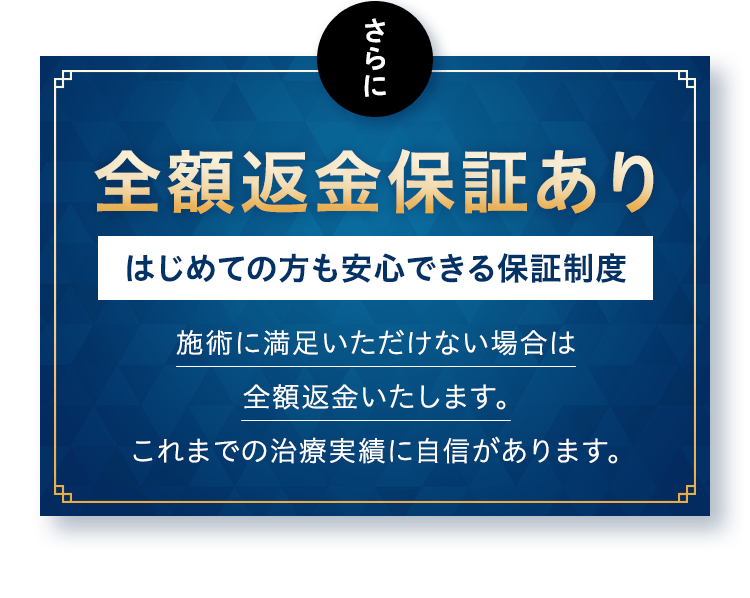 さらに
全額返金保証あり
はじめての方も安心できる保証制度
施術に満足いただけない場合は
全額返金いたします。
これまでの治療実績に自信があります。